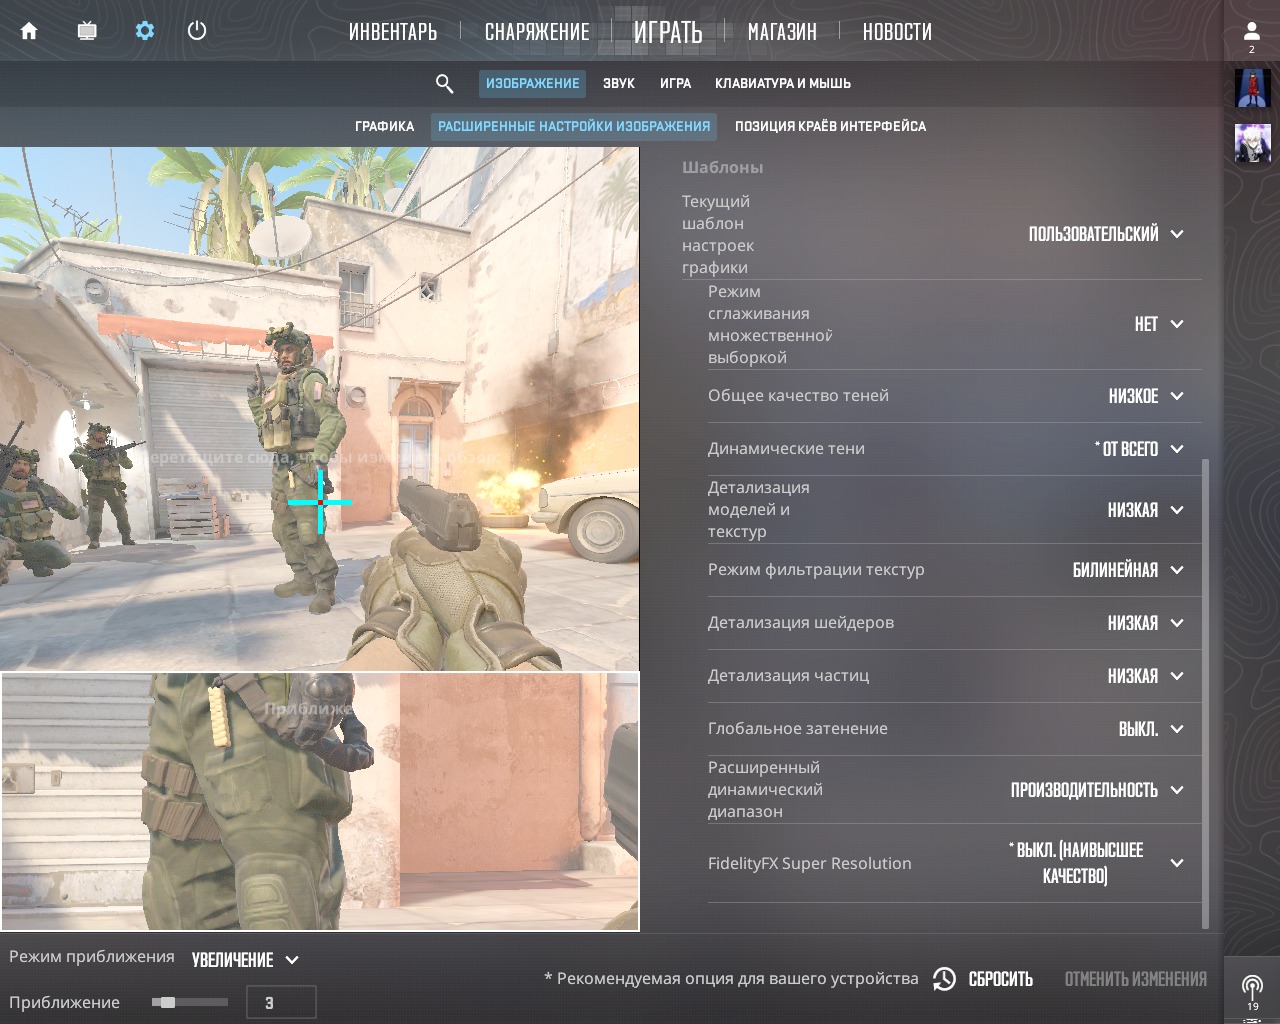 ИНВЕНТАРЬ СНАРЯЖЕНИЕ ИГРАТЬ МАГАЗИН НОВОСТИ
2
ИЗОБРАЖЕНИЕ ЗВУК ИГРА КЛАВИАТУРА И МЫШЬ
ГРАФИКА РАСШИРЕННЫЕ НАСТРОЙКИ ИЗОБРАЖЕНИЯ ПОЗИЦИЯ КРАЁВ ИНТЕРФЕЙСА
Шаблоны
Текущий
шаблон
настроек
графики
ПОЛЬЗОВАТЕЛЬСКИЙ
Режим
сглаживания
множественной
выборкой
НЕТ
Общее качество теней НИЗКОЕ
Динамические тени * ОТ ВСЕГО
Детализация
моделей и
текстур
НИЗКАЯ
Режим фильтрации текстур БИЛИНЕЙНАЯ
Детализация шейдеров НИЗКАЯ
Детализация частиц НИЗКАЯ
Глобальное затенение ВЫКЛ.
Расширенный
динамический
диапазон
ПРОИЗВОДИТЕЛЬНОСТЬ
FidelityFX Super Resolution * ВЫКЛ. (НАИВЫСШЕЕ
КАЧЕСТВО)
Режим приближения УВЕЛИЧЕНИЕ
Приближение 3
* Рекомендуемая опция для вашего устройства СБРОСИТЬ ОТМЕНИТЬ ИЗМЕНЕНИЯ
19